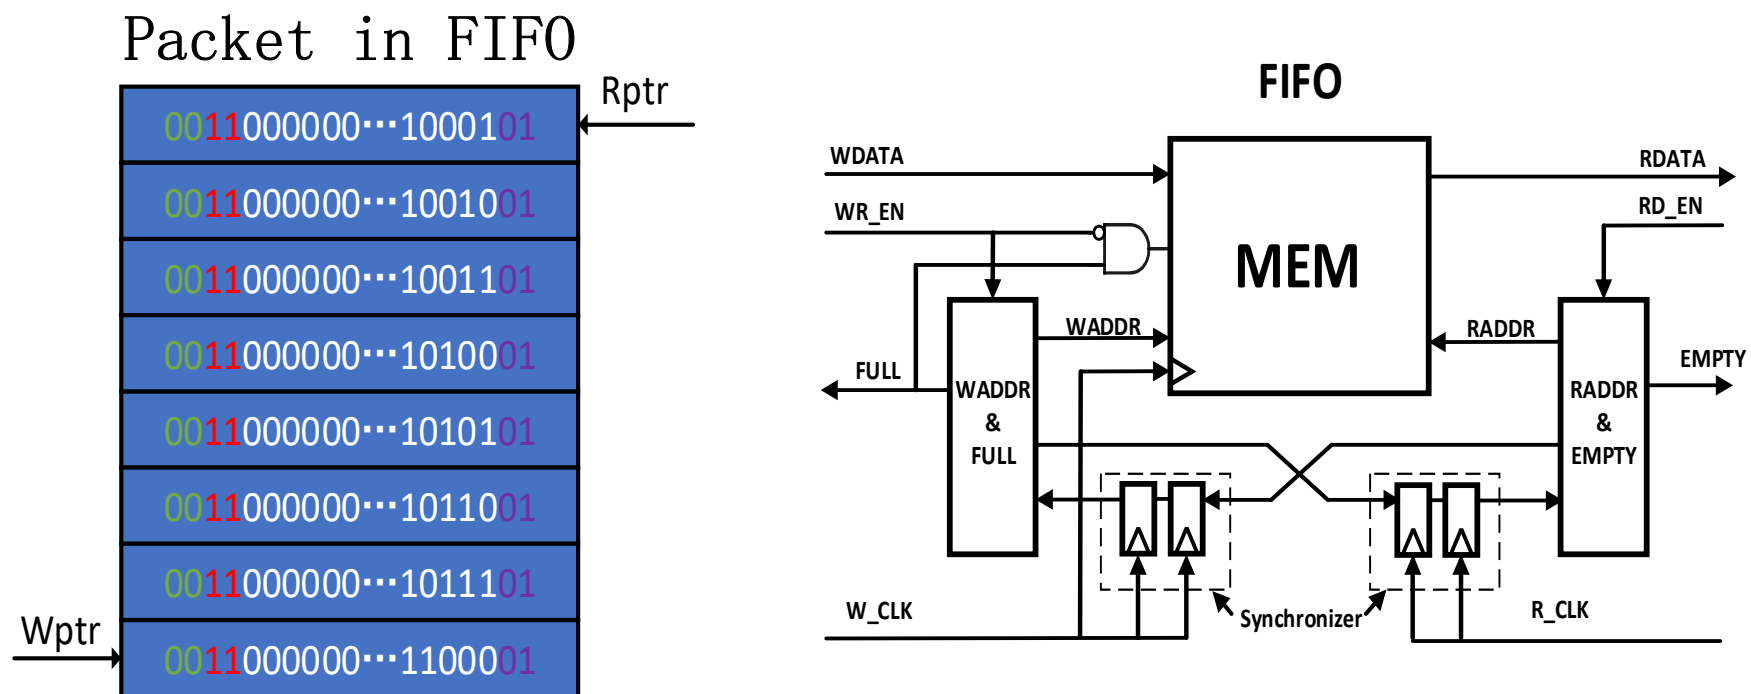 Packet in FIFO
Rptr
0011000000···1000101
0011000000···1001001
0011000000···1001101
0011000000···1010001
0011000000···1010101
0011000000···1011001
0011000000···1011101
0011000000···1100001
Wptr
FIFO
WDATA
WR_EN
MEM
RDATA
RD_EN
WADDR
RADDR
FULL
EMPTY
WADDR
&
FULL
RADDR
&
EMPTY
W_CLK
Synchronizer
R_CLK